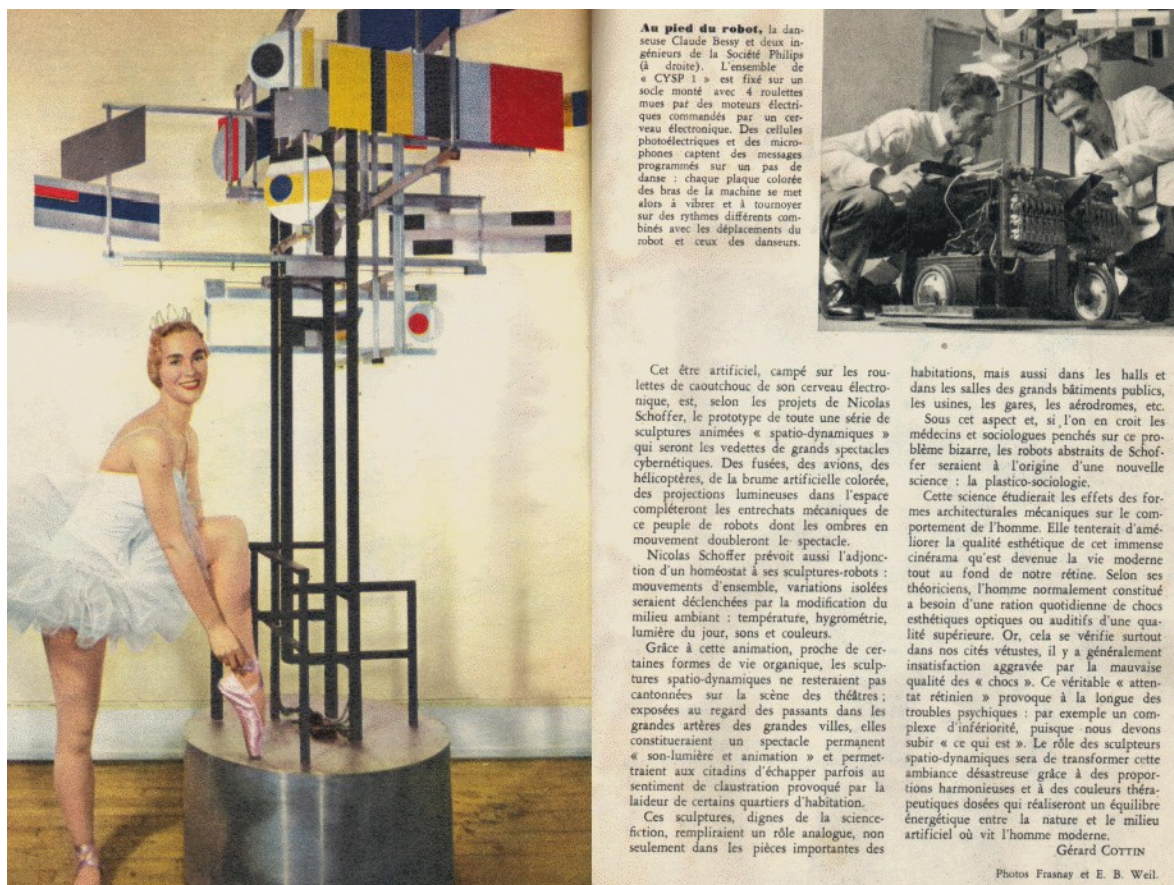 Au pied du robot, la dan-
seuse Claude Bessy et deux in-
génieurs de la Société Philips
(à droite). L'ensemble de
« CYSP 1 » est fixé sur un
socle monté avec 4 roulettes
mues par des moteurs électri-
ques commandés par un cer-
veau électronique. Des cellules
photoélectriques et des micro-
phones captent des messages
programmés sur un pas de
danse : chaque plaque colorée
des bras de la machine se met
alors à vibrer et à tournoyer
sur des rythmes différents com-
binés avec les déplacements du
robot et ceux des danseurs.
Cet être artificiel, campé sur les rou-
lettes de caoutchouc de son cerveau électro-
nique, est, selon les projets de Nicolas
Schoffer, le prototype de toute une série de
sculptures animées « spatio-dynamiques »
qui seront les vedettes de grands spectacles
cybernétiques. Des fusées, des avions, des
hélicoptères, de la brume artificielle colorée,
des projections lumineuses dans l'espace
compléteront les entrechats mécaniques de
ce peuple de robots dont les ombres en
mouvement doubleront le spectacle.
Nicolas Schoffer prévoit aussi l'adjonc-
tion d'un homéostat à ses sculptures-robots :
mouvements d'ensemble, variations isolées
seraient déclenchées par la modification du
milieu ambiant : température, hygrométrie,
lumière du jour, sons et couleurs.
Grâce à cette animation, proche de cer-
taines formes de vie organique, les sculp-
tures spatio-dynamiques ne resteraient pas
cantonnées sur la scène des théâtres ;
exposées au regard des passants dans les
grandes artères des grandes villes, elles
constitueraient un spectacle permanent
« son-lumière et animation » et permet-
traient aux citadins d'échapper parfois au
sentiment de claustration provoqué par la
laideur de certains quartiers d'habitation.
Ces sculptures, dignes de la science-
fiction, rempliraient un rôle analogue, non
seulement dans les pièces importantes des
habitations, mais aussi dans les halls et
dans les salles des grands bâtiments publics,
les usines, les gares, les aérodromes, etc.
Sous cet aspect et, si l'on en croit les
médecins et sociologues penchés sur ce pro-
blème bizarre, les robots abstraits de Schof-
fer seraient à l'origine d'une nouvelle
science : la plastico-sociologie.
Cette science étudierait les effets des for-
mes architecturales mécaniques sur le com-
portement de l'homme. Elle tenterait d'amé-
liorer la qualité esthétique de cet immense
cinérama qu'est devenue la vie moderne
tout au fond de notre rétine. Selon ses
théoriciens, l'homme normalement constitué
a besoin d'une ration quotidienne de chocs
esthétiques optiques ou auditifs d'une qua-
lité supérieure. Or, cela se vérifie surtout
dans nos cités vétustes, il y a généralement
insatisfaction aggravée par la mauvaise
qualité des « chocs ». Ce véritable « atten-
tat rétinien » provoque à la longue des
troubles psychiques : par exemple un com-
plexe d'infériorité, puisque nous devons
subir « ce qui est ». Le rôle des sculpteurs
spatio-dynamiques sera de transformer cette
ambiance désastreuse grâce à des propor-
tions harmonieuses et à des couleurs théra-
peutiques dosées qui réaliseront un équilibre
énergétique entre la nature et le milieu
artificiel où vit l'homme moderne.
Gérard COTTIN
Photos Frasnay et E. B. Weil.